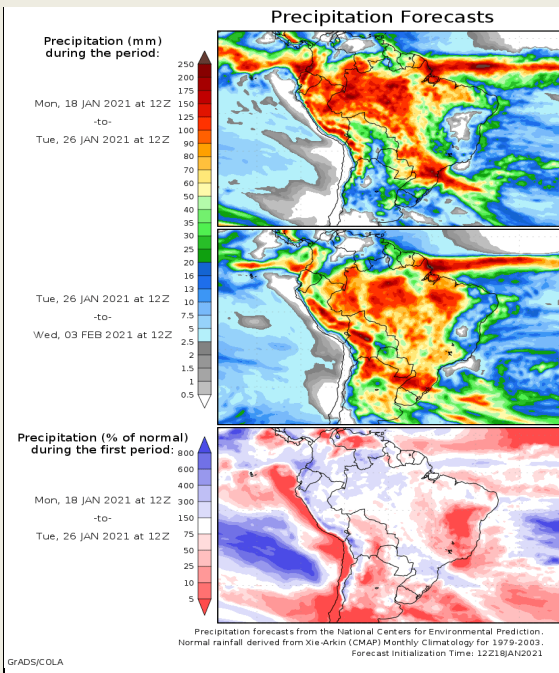 Precipitation Forecasts
Precipitation (mm)
during the period:
Mon, 18 JAN 2021 at 12Z
-to-
Tue, 26 JAN 2021 at 12Z
250
200
175
150
125
100
90
80
70
60
50
40
35
30
25
20
16
13
10
7.5
5
2.5
2
1.5
1
0.5
Tue, 26 JAN 2021 at 12Z
-to-
Wed, 03 FEB 2021 at 12Z
Precipitation (% of normal)
during the first period:
Mon, 18 JAN 2021 at 12Z
-to-
Tue, 26 JAN 2021 at 12Z
800
600
400
300
150
75
50
25
10
5
Precipitation forecasts from the National Centers for Environmental Prediction.
Normal rainfall derived from Xie-Arkin (CMAP) Monthly Climatology for 1979-2003.
Forecast Initialization Time: 12Z18JAN2021
GrADS/COLA